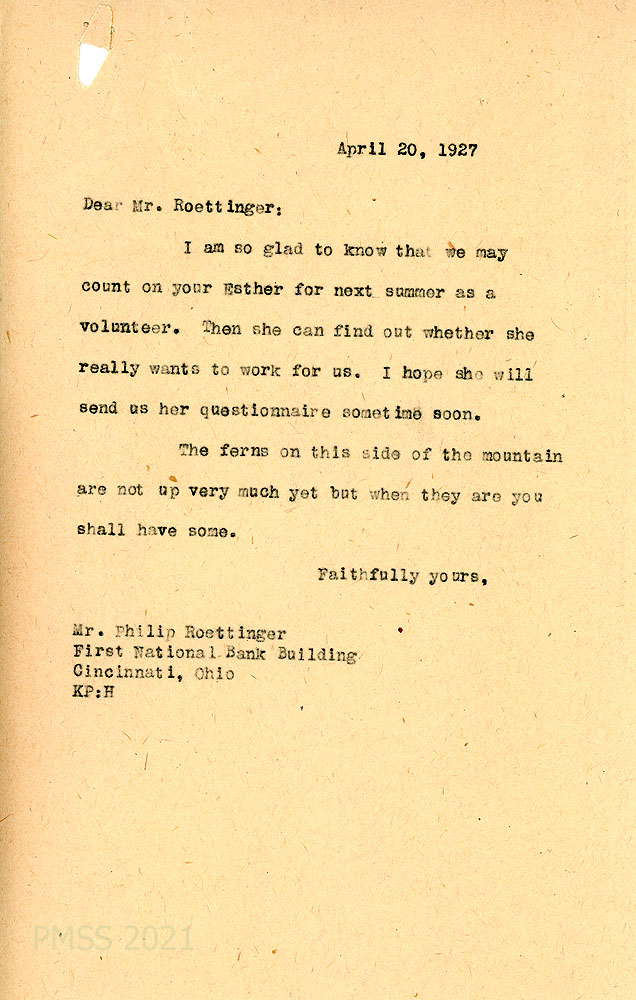 April 20, 1927
Dear Mr. Roettinger:
I am so glad to know that we may
count on your Esther for next summer as a
volunteer. Then she can find out whether she
really wants to work for us. I hope she will
send us her questionnaire sometime soon.
The ferns on this side of the mountain
are not up very much yet but when they are you
shall have some.
Faithfully yours,
Mr. Philip Roettinger
First National Bank Building
Cincinnati, Ohio
KP:H
PMSS 2021